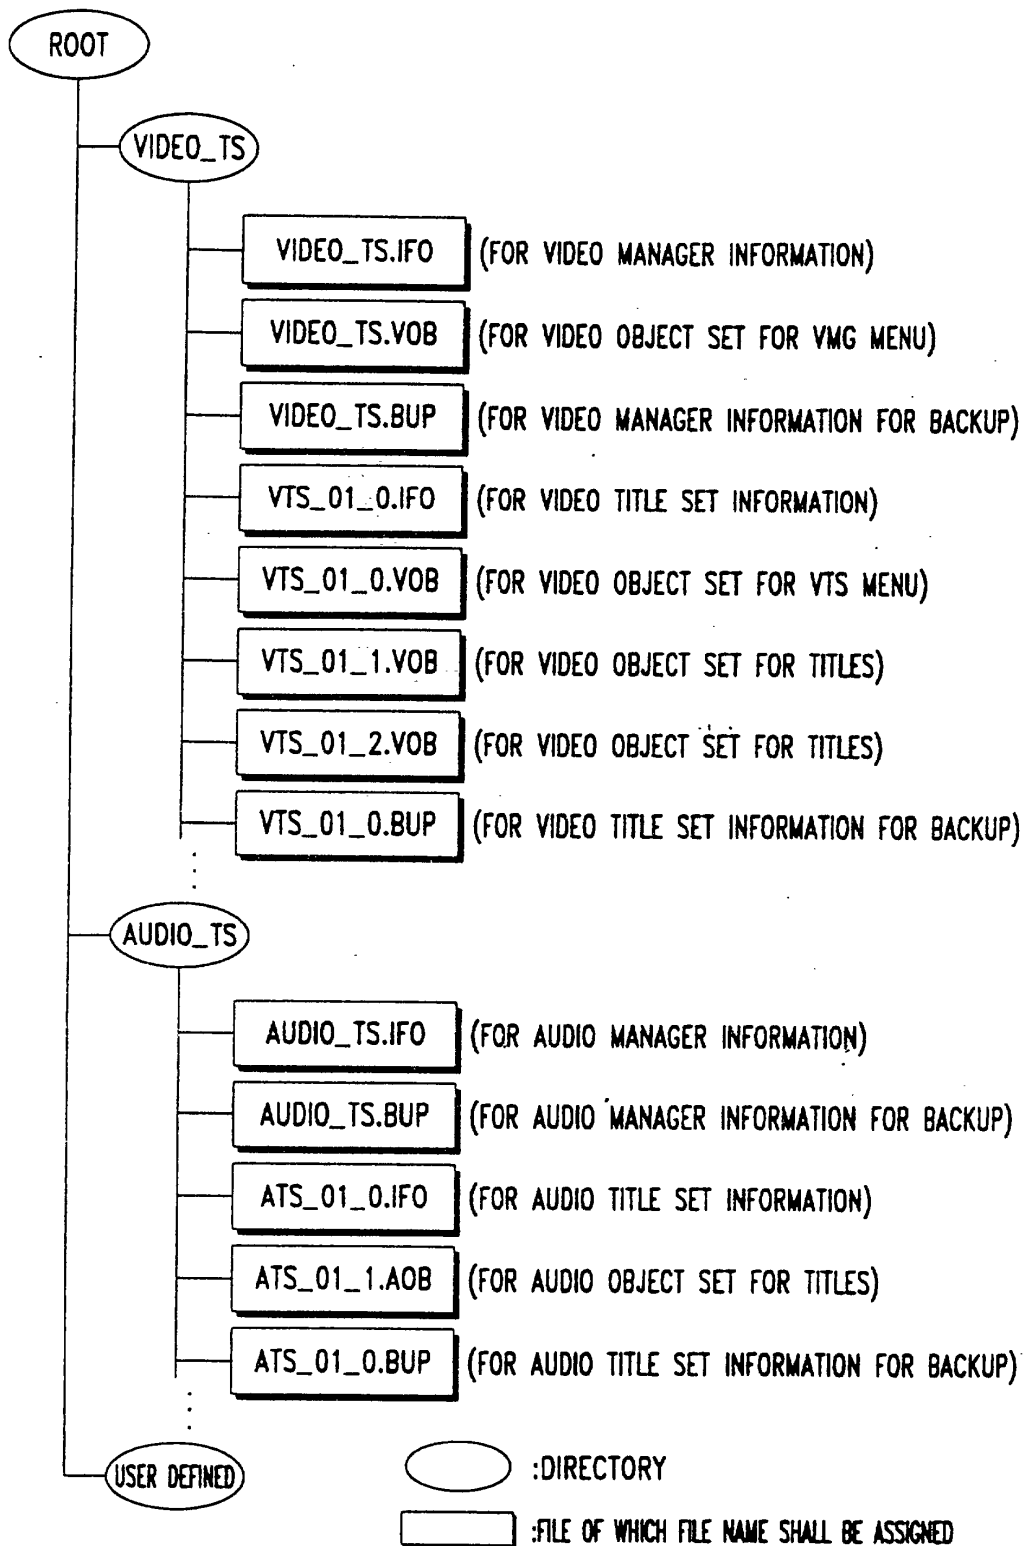 ROOT
VIDEO_TS
VIDEO_TS.IFO (FOR VIDEO MANAGER INFORMATION)
VIDEO_TS.VOB (FOR VIDEO OBJECT SET FOR VMG MENU)
VIDEO_TS.BUP (FOR VIDEO MANAGER INFORMATION FOR BACKUP)
VTS_01_0.IFO (FOR VIDEO TITLE SET INFORMATION)
VTS_01_0.VOB (FOR VIDEO OBJECT SET FOR VTS MENU)
VTS_01_1.VOB (FOR VIDEO OBJECT SET FOR TITLES)
VTS_01_2.VOB (FOR VIDEO OBJECT SET FOR TITLES)
VTS_01_0.BUP (FOR VIDEO TITLE SET INFORMATION FOR BACKUP)
AUDIO_TS
AUDIO_TS.IFO (FOR AUDIO MANAGER INFORMATION)
AUDIO_TS.BUP (FOR AUDIO MANAGER INFORMATION FOR BACKUP)
ATS_01_0.IFO (FOR AUDIO TITLE SET INFORMATION)
ATS_01_1.AOB (FOR AUDIO OBJECT SET FOR TITLES)
ATS_01_0.BUP (FOR AUDIO TITLE SET INFORMATION FOR BACKUP)
USER DEFINED
:DIRECTORY
:FILE OF WHICH FILE NAME SHALL BE ASSIGNED